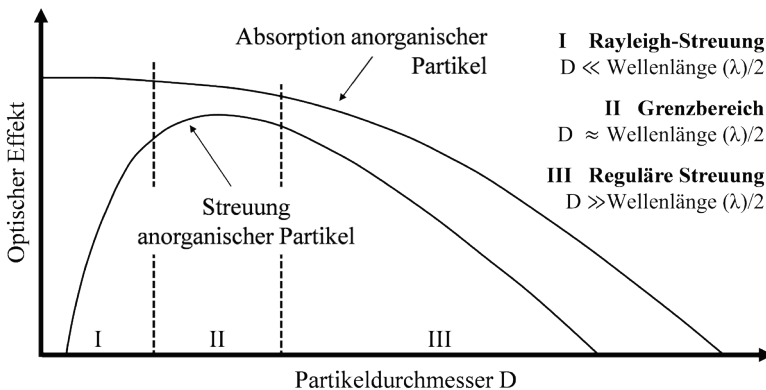 Optischer Effekt
Absorption anorganischer
Partikel
Streuung
anorganischer Partikel
I Rayleigh-Streuung
D ≪ Wellenlänge (λ)/2
II Grenzbereich
D ≈ Wellenlänge (λ)/2
III Reguläre Streuung
D ≫Wellenlänge (λ)/2
I
II
III
Partikeldurchmesser D